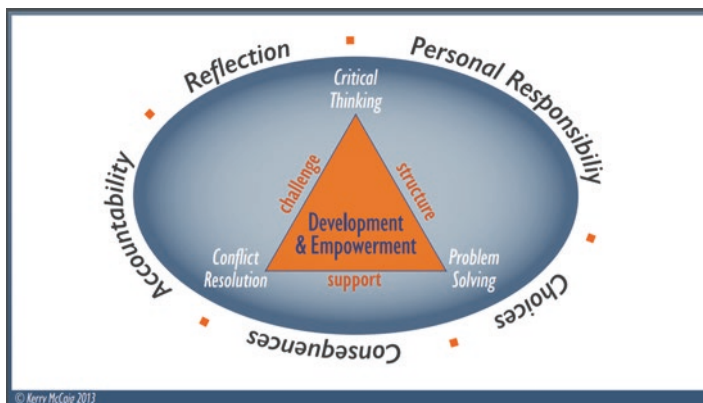 Reflection
Personal Responsibiliy
Critical
Thinking
Accountability
challenge
structure
Development
& Empowerment
Conflict
Resolution
Problem
Solving
support
Choices
Consequences
© Kerry McCaig 2013